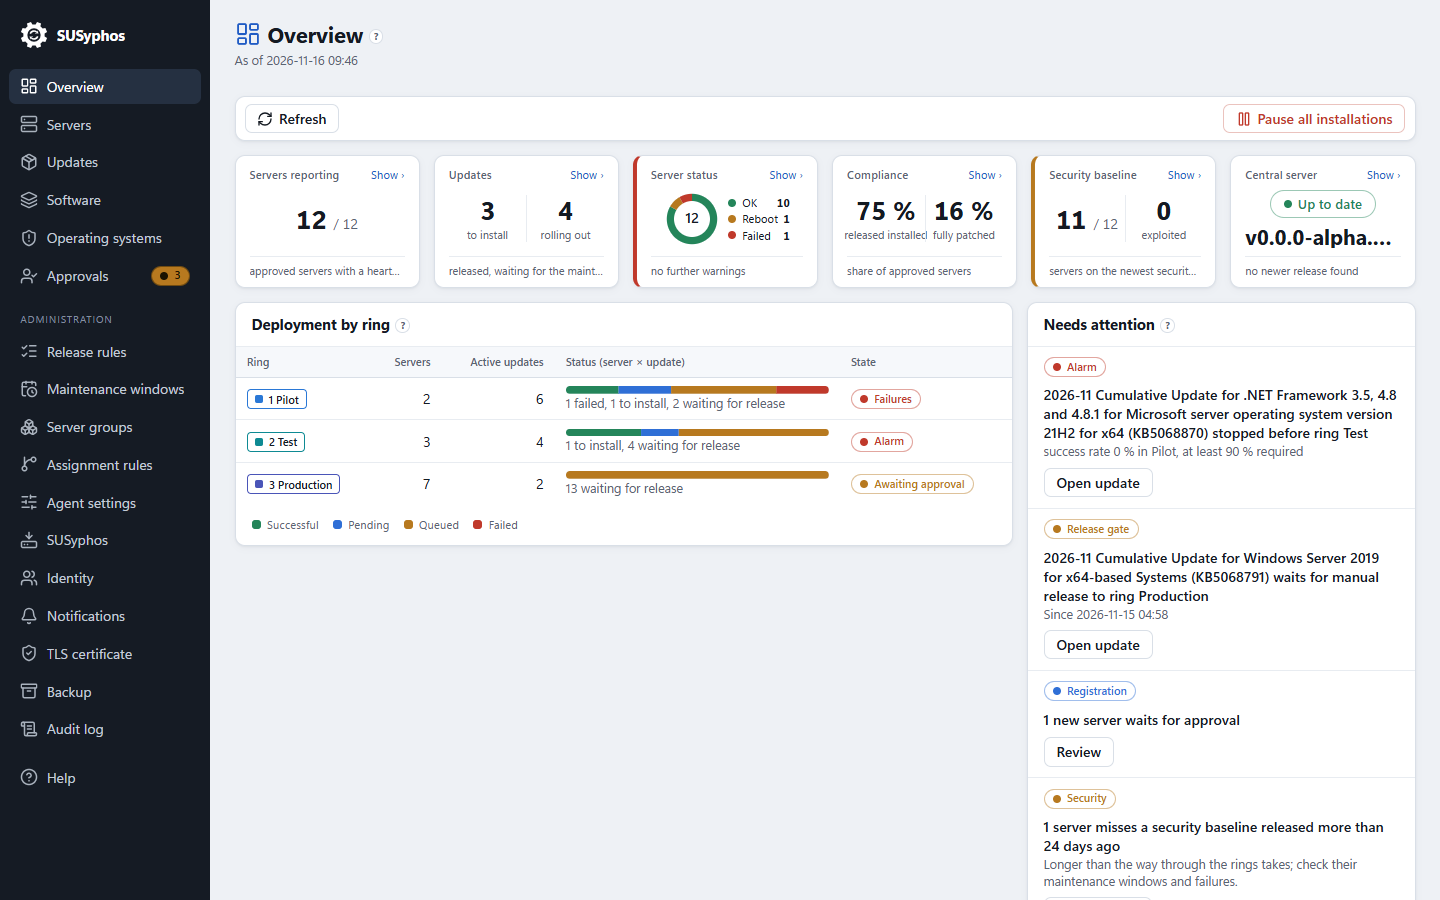 SUSyphos
Overview
Servers
Updates
Software
Operating systems
Approvals
3
ADMINISTRATION
Release rules
Maintenance windows
Server groups
Assignment rules
Agent settings
SUSyphos
Identity
Notifications
TLS certificate
Backup
Audit log
Help
Overview ?
As of 2026-11-16 09:46
Refresh
Pause all installations
Servers reporting Show ›
12 / 12
approved servers with a heart...
Updates Show ›
3 4
to install rolling out
released, waiting for the maint...
Server status Show ›
12
OK 10
Reboot 1
Failed 1
no further warnings
Compliance Show ›
75 % 16 %
released installed fully patched
share of approved servers
Security baseline Show ›
11 / 12 0
exploited
servers on the newest securit...
Central server Show ›
Up to date
v0.0.0-alpha....
no newer release found
Deployment by ring ?
Ring Servers Active updates Status (server × update) State
1 Pilot 2 6 Failures
1 failed, 1 to install, 2 waiting for release
2 Test 3 4 Alarm
1 to install, 4 waiting for release
3 Production 7 2 Awaiting approval
13 waiting for release
Successful Pending Queued Failed
Needs attention ?
Alarm
2026-11 Cumulative Update for .NET Framework 3.5, 4.8
and 4.8.1 for Microsoft server operating system version
21H2 for x64 (KB5068870) stopped before ring Test
success rate 0 % in Pilot, at least 90 % required
Open update
Release gate
2026-11 Cumulative Update for Windows Server 2019
for x64-based Systems (KB5068791) waits for manual
release to ring Production
Since 2026-11-15 04:58
Open update
Registration
1 new server waits for approval
Review
Security
1 server misses a security baseline released more than
24 days ago
Longer than the way through the rings takes; check their
maintenance windows and failures.